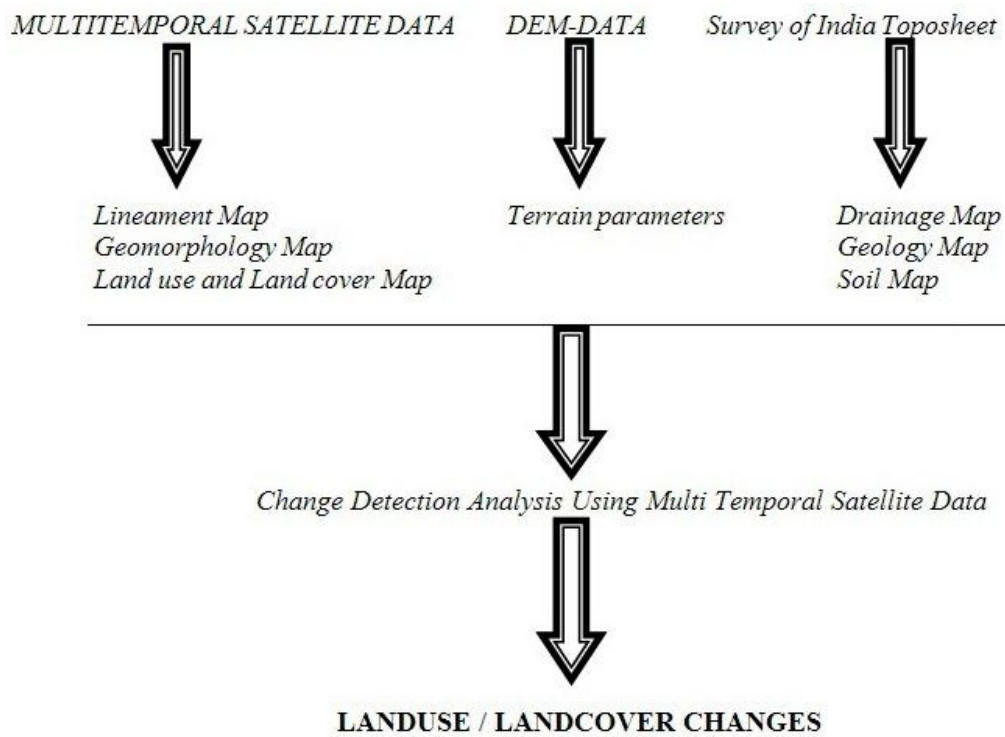 MULTITEMPORAL SATELLITE DATA
DEM-DATA
Survey of India Toposheet
Lineament Map
Geomorphology Map
Land use and Land cover Map
Terrain parameters
Drainage Map
Geology Map
Soil Map
Change Detection Analysis Using Multi Temporal Satellite Data
LANDUSE / LANDCOVER CHANGES